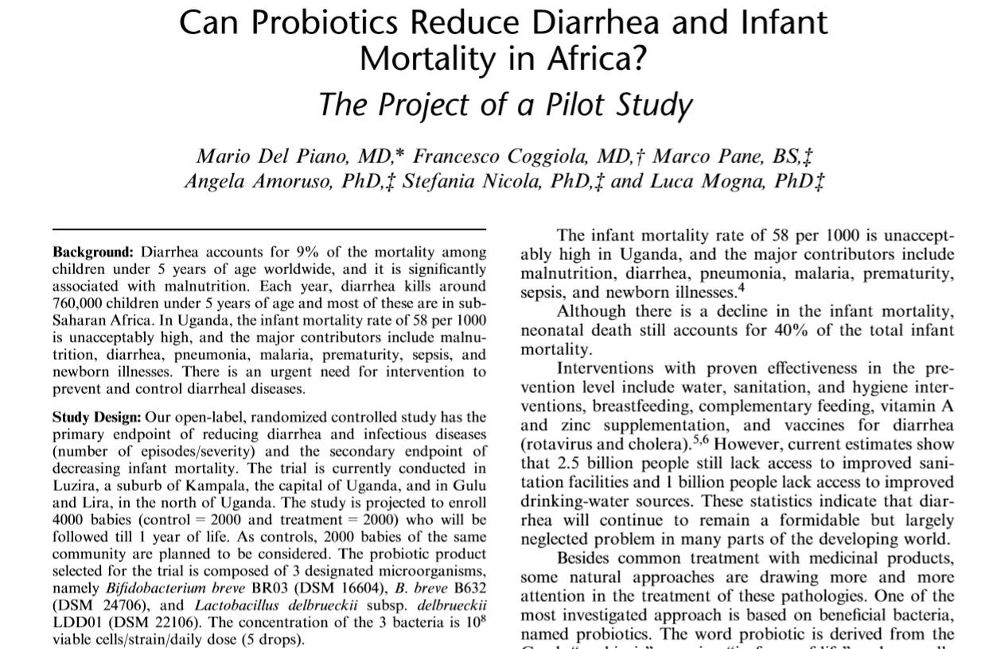 Can Probiotics Reduce Diarrhea and Infant
Mortality in Africa?
The Project of a Pilot Study
Mario Del Piano, MD,* Francesco Coggiola, MD,† Marco Pane, BS,‡
Angela Amoruso, PhD,‡ Stefania Nicola, PhD,‡ and Luca Mogna, PhD‡
Background: Diarrhea accounts for 9% of the mortality among
children under 5 years of age worldwide, and it is significantly
associated with malnutrition. Each year, diarrhea kills around
760,000 children under 5 years of age and most of these are in sub-
Saharan Africa. In Uganda, the infant mortality rate of 58 per 1000
is unacceptably high, and the major contributors include malnu-
trition, diarrhea, pneumonia, malaria, prematurity, sepsis, and
newborn illnesses. There is an urgent need for intervention to
prevent and control diarrheal diseases.
Study Design: Our open-label, randomized controlled study has the
primary endpoint of reducing diarrhea and infectious diseases
(number of episodes/severity) and the secondary endpoint of
decreasing infant mortality. The trial is currently conducted in
Luzira, a suburb of Kampala, the capital of Uganda, and in Gulu
and Lira, in the north of Uganda. The study is projected to enroll
4000 babies (control = 2000 and treatment = 2000) who will be
followed till 1 year of life. As controls, 2000 babies of the same
community are planned to be considered. The probiotic product
selected for the trial is composed of 3 designated microorganisms,
namely Bifidobacterium breve BR03 (DSM 16604), B. breve B632
(DSM 24706), and Lactobacillus delbrueckii subsp. delbrueckii
LDD01 (DSM 22106). The concentration of the 3 bacteria is 10⁸
viable cells/strain/daily dose (5 drops).
The infant mortality rate of 58 per 1000 is unaccept-
ably high in Uganda, and the major contributors include
malnutrition, diarrhea, pneumonia, malaria, prematurity,
sepsis, and newborn illnesses.⁴
Although there is a decline in the infant mortality,
neonatal death still accounts for 40% of the total infant
mortality.
Interventions with proven effectiveness in the pre-
vention level include water, sanitation, and hygiene inter-
ventions, breastfeeding, complementary feeding, vitamin A
and zinc supplementation, and vaccines for diarrhea
(rotavirus and cholera).⁵,⁶ However, current estimates show
that 2.5 billion people still lack access to improved sani-
tation facilities and 1 billion people lack access to improved
drinking-water sources. These statistics indicate that diar-
rhea will continue to remain a formidable but largely
neglected problem in many parts of the developing world.
Besides common treatment with medicinal products,
some natural approaches are drawing more and more
attention in the treatment of these pathologies. One of the
most investigated approach is based on beneficial bacteria,
named probiotics. The word probiotic is derived from the